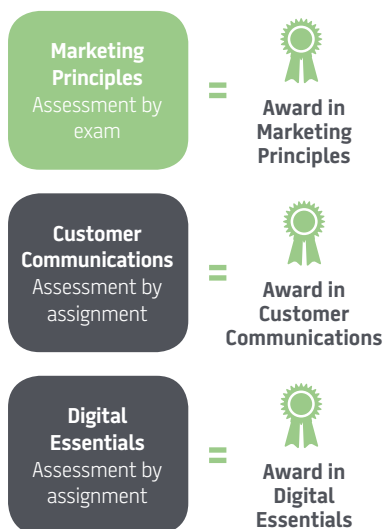 Marketing
Principles
Assessment by
exam
=
Award in
Marketing
Principles
Customer
Communications
Assessment by
assignment
=
Award in
Customer
Communications
Digital
Essentials
Assessment by
assignment
=
Award in
Digital
Essentials